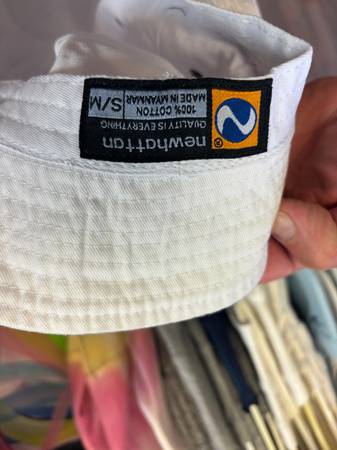 newhattan®
QUALITY IS EVERYTHING
100% COTTON
MADE IN MYANMAR
S/M